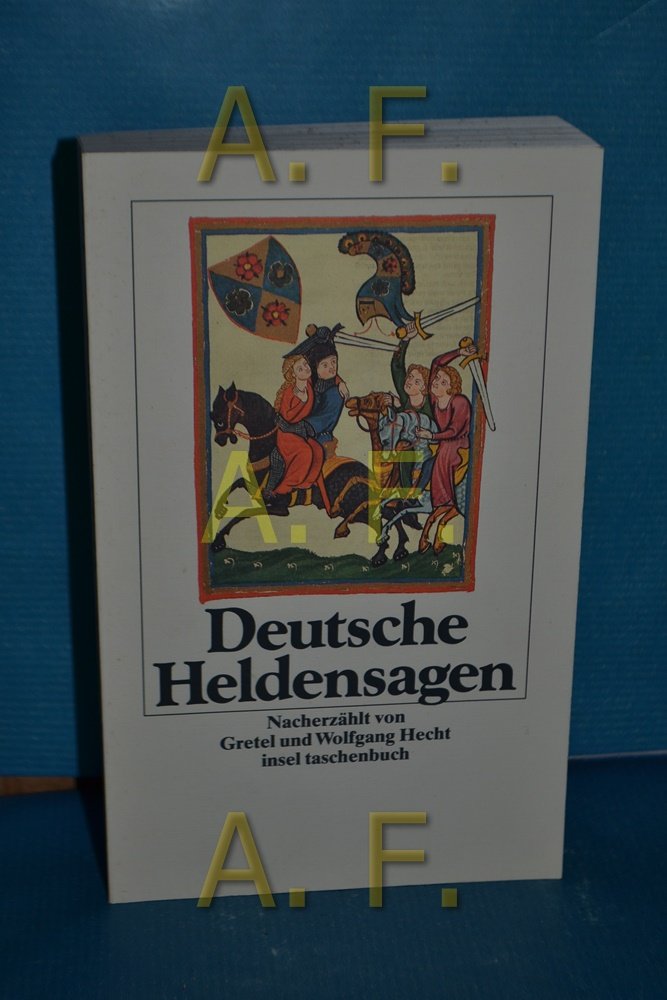 A. F.
A. F.
Deutsche
Heldensagen
Nacherzählt von
Gretel und Wolfgang Hecht
insel taschenbuch
A. F.